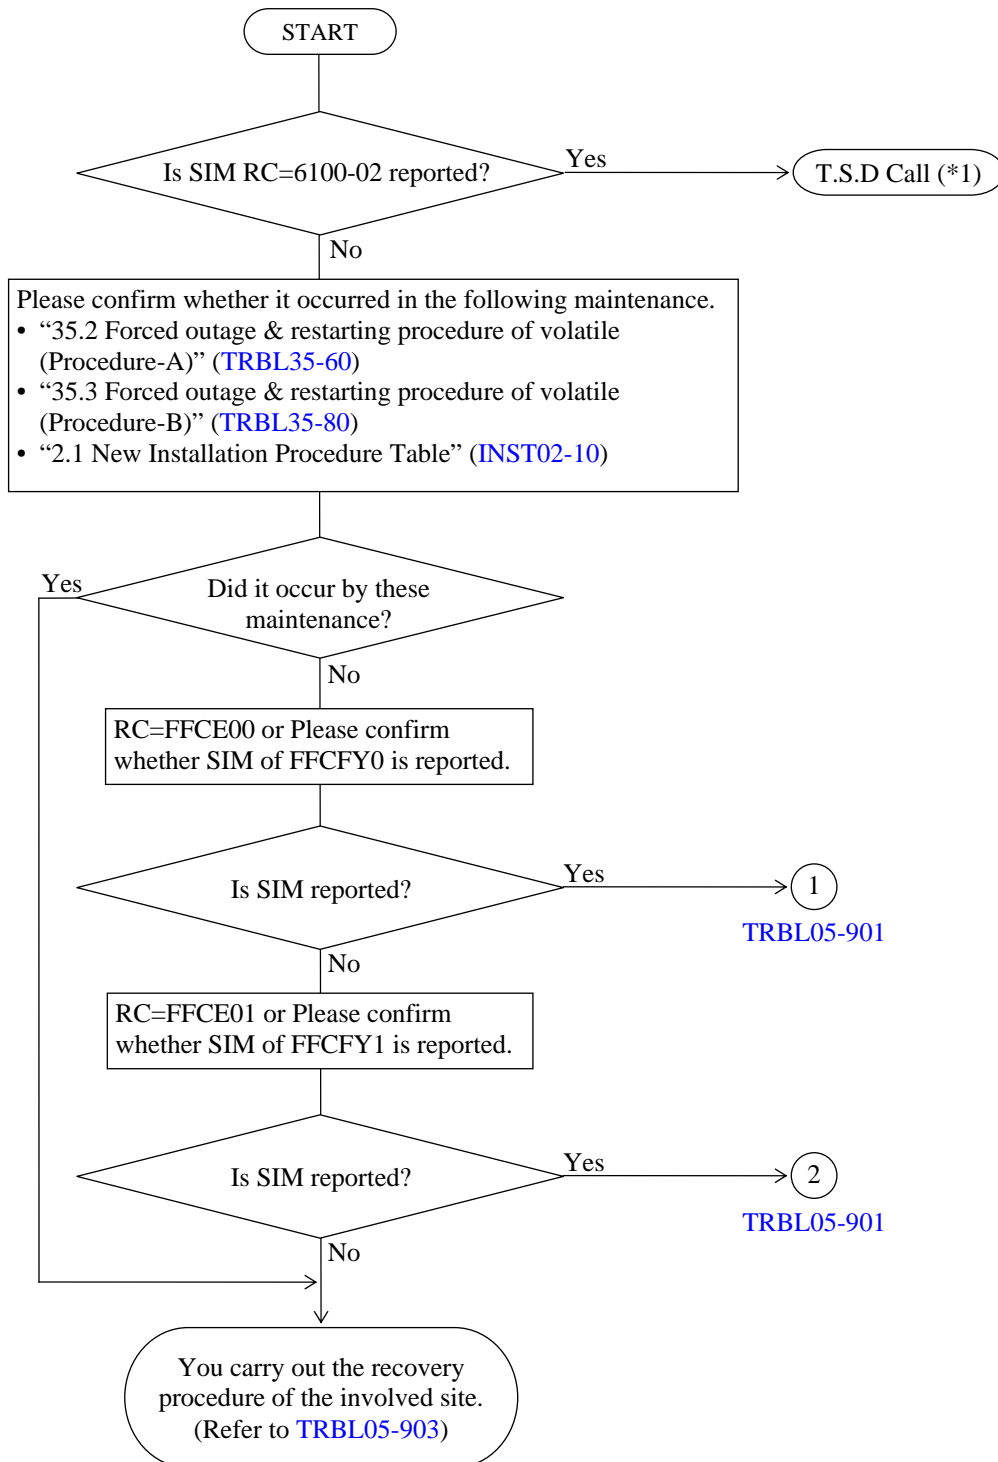 START
Is SIM RC=6100-02 reported?
Yes
T.S.D Call (*1)
No
Please confirm whether it occurred in the following maintenance.
• “35.2 Forced outage & restarting procedure of volatile
(Procedure-A)” (TRBL35-60)
• “35.3 Forced outage & restarting procedure of volatile
(Procedure-B)” (TRBL35-80)
• “2.1 New Installation Procedure Table” (INST02-10)
Yes
Did it occur by these
maintenance?
No
RC=FFCE00 or Please confirm
whether SIM of FFCFY0 is reported.
Is SIM reported?
Yes
1
TRBL05-901
No
RC=FFCE01 or Please confirm
whether SIM of FFCFY1 is reported.
Is SIM reported?
Yes
2
TRBL05-901
No
You carry out the recovery
procedure of the involved site.
(Refer to TRBL05-903)